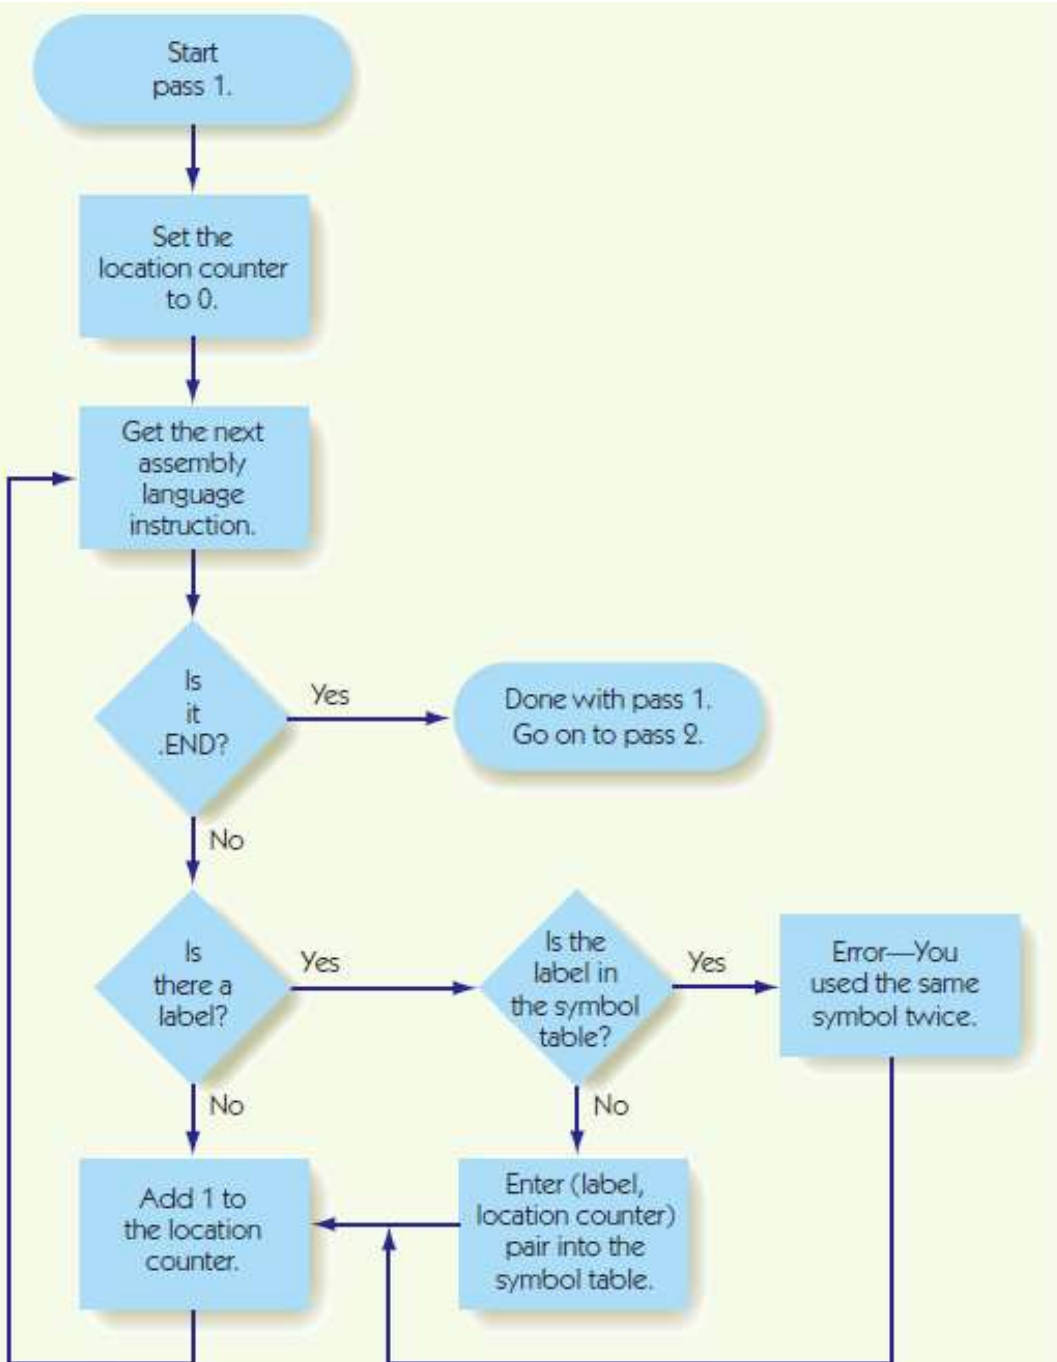 Start
pass 1.
Set the
location counter
to 0.
Get the next
assembly
language
instruction.
Is
it
.END?
Yes
Done with pass 1.
Go on to pass 2.
No
Is
there a
label?
Yes
Is the
label in
the symbol
table?
Yes
Error—You
used the same
symbol twice.
No
No
Add 1 to
the location
counter.
Enter (label,
location counter)
pair into the
symbol table.